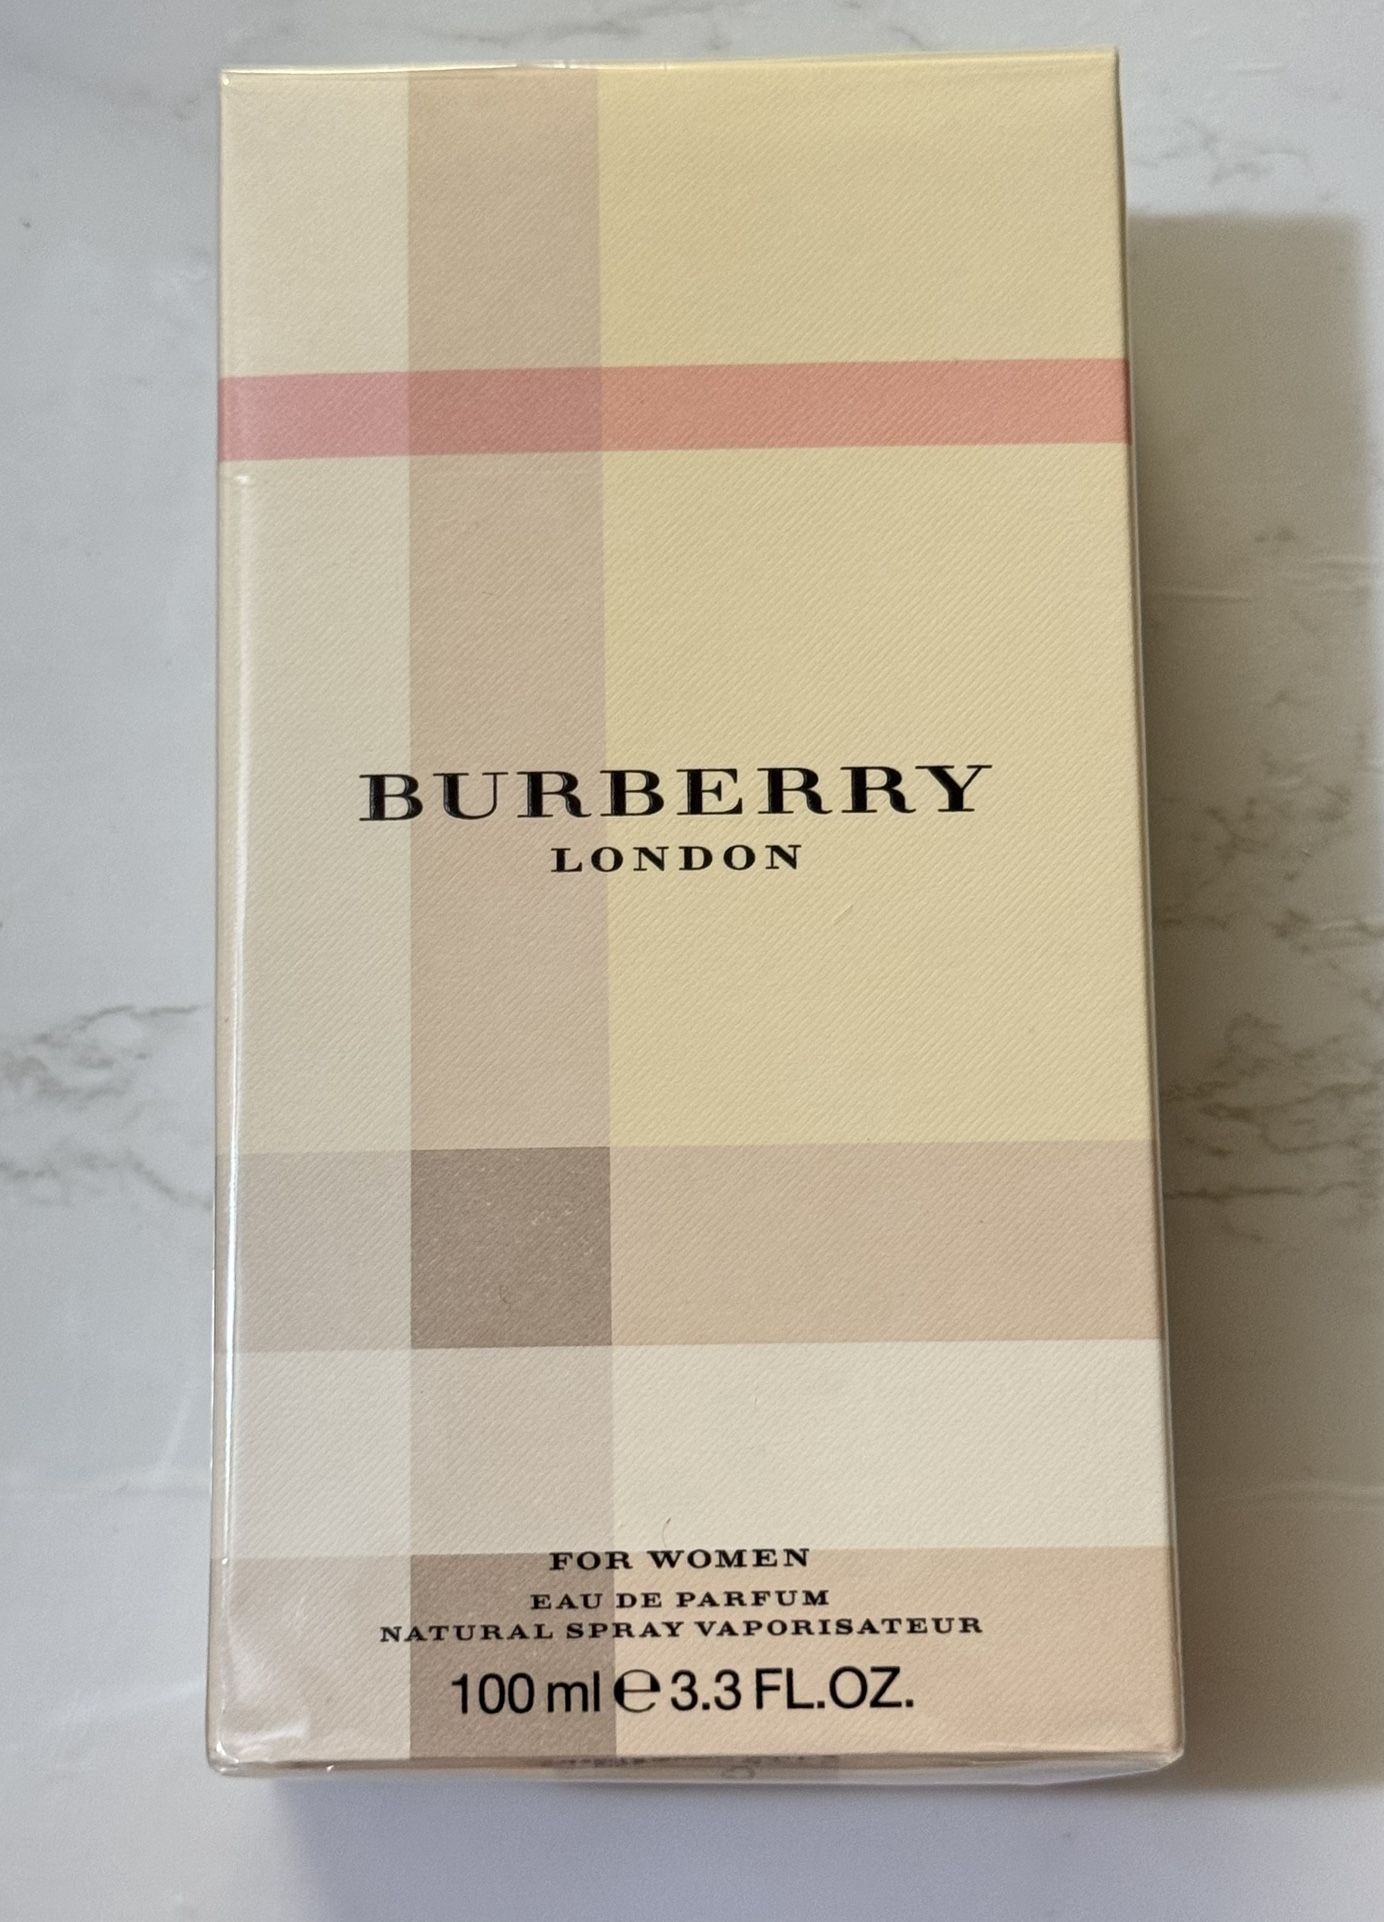 BURBERRY
LONDON
FOR WOMEN
EAU DE PARFUM
NATURAL SPRAY VAPORISATEUR
100 ml ℮ 3.3 FL.OZ.